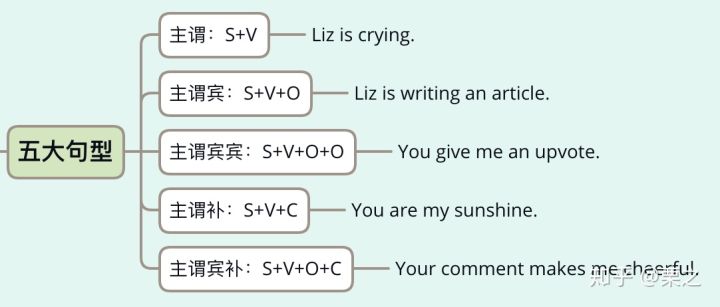 五大句型
主谓：S+V
Liz is crying.
主谓宾：S+V+O
Liz is writing an article.
主谓宾宾：S+V+O+O
You give me an upvote.
主谓补：S+V+C
You are my sunshine.
主谓宾补：S+V+O+C
Your comment makes me cheerful.
知乎 @栗之